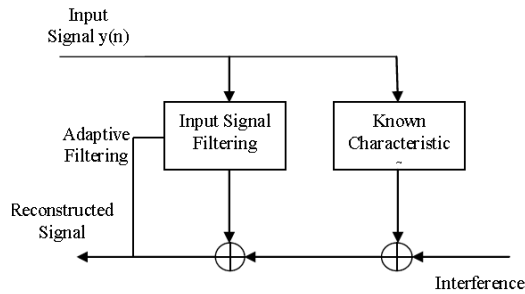 Input
Signal y(n)
Input Signal
Filtering
Known
Characteristic
~
Adaptive
Filtering
Reconstructed
Signal
Interference